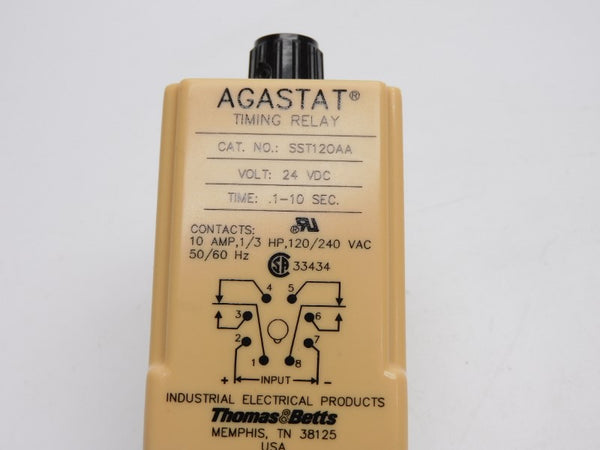 AGASTAT®
TIMING RELAY
CAT. NO.: SST120AA
VOLT: 24 VDC
TIME: .1-10 SEC.
CONTACTS:
10 AMP,1/3 HP,120/240 VAC
50/60 Hz
33434
4 5
3 6
2 7
1 8
+ INPUT -
INDUSTRIAL ELECTRICAL PRODUCTS
Thomas&Betts
MEMPHIS, TN 38125
USA